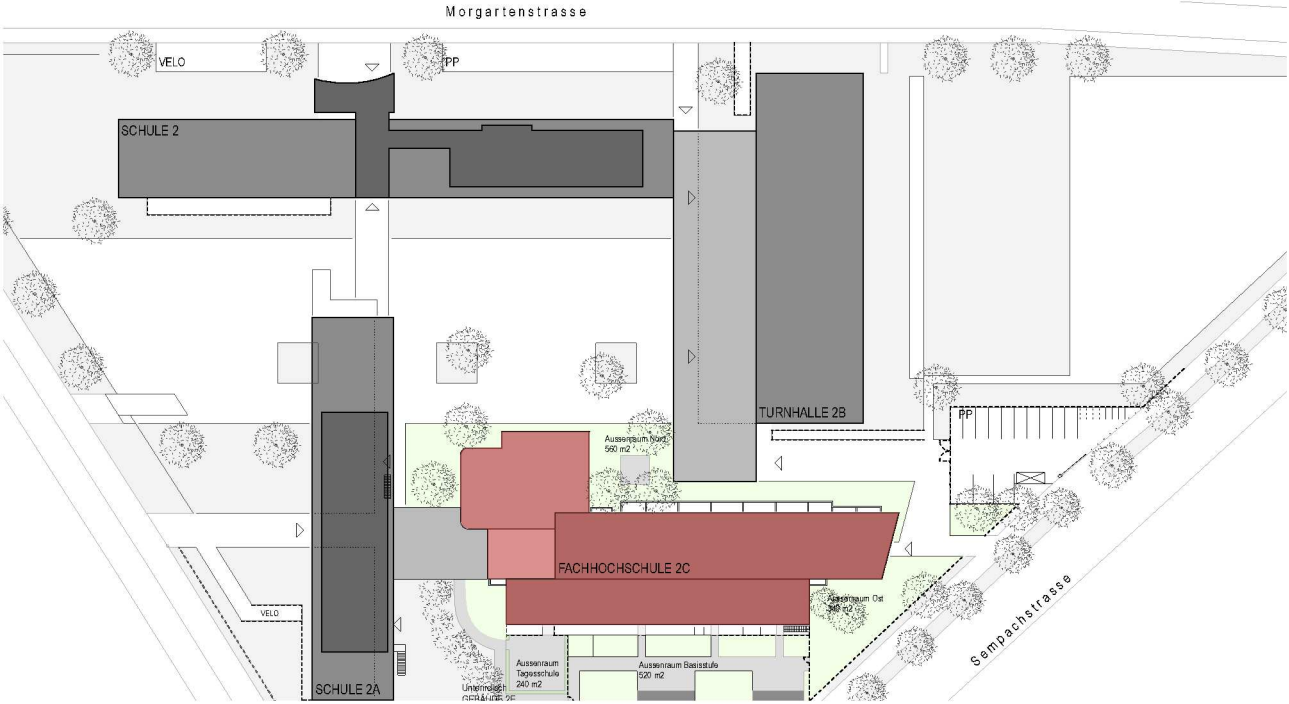 Morgartenstrasse
VELO
PP
SCHULE 2
TURNHALLE 2B
PP
Aussenraum Nord
560 m2
FACHHOCHSCHULE 2C
Aussenraum Ost
340 m2
VELO
Sempachstrasse
Aussenraum
Tagesschule
240 m2
Aussenraum Basisstufe
520 m2
SCHULE 2A
GEBÄUDE 2E